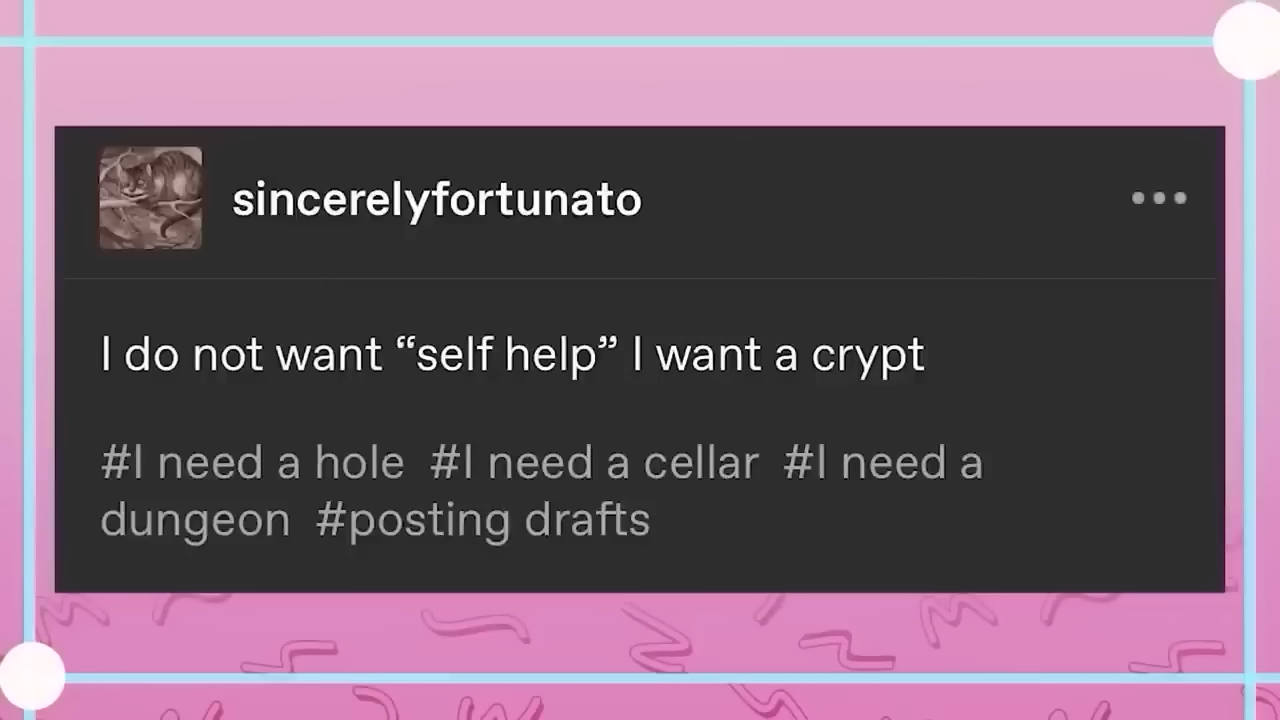 sincerelyfortunato
I do not want “self help” I want a crypt
#I need a hole #I need a cellar #I need a
dungeon #posting drafts